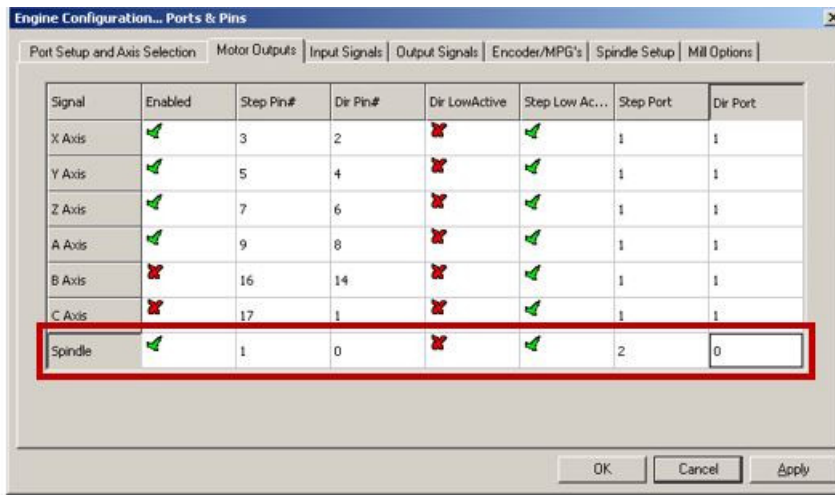 Engine Configuration... Ports & Pins
Port Setup and Axis Selection Motor Outputs Input Signals Output Signals Encoder/MPG's Spindle Setup Mill Options
Signal Enabled Step Pin# Dir Pin# Dir LowActive Step Low Ac... Step Port Dir Port
X Axis 3 2 1 1
Y Axis 5 4 1 1
Z Axis 7 6 1 1
A Axis 9 8 1 1
B Axis 16 14 1 1
C Axis 17 1 1 1
Spindle 1 0 2 0
OK Cancel Apply